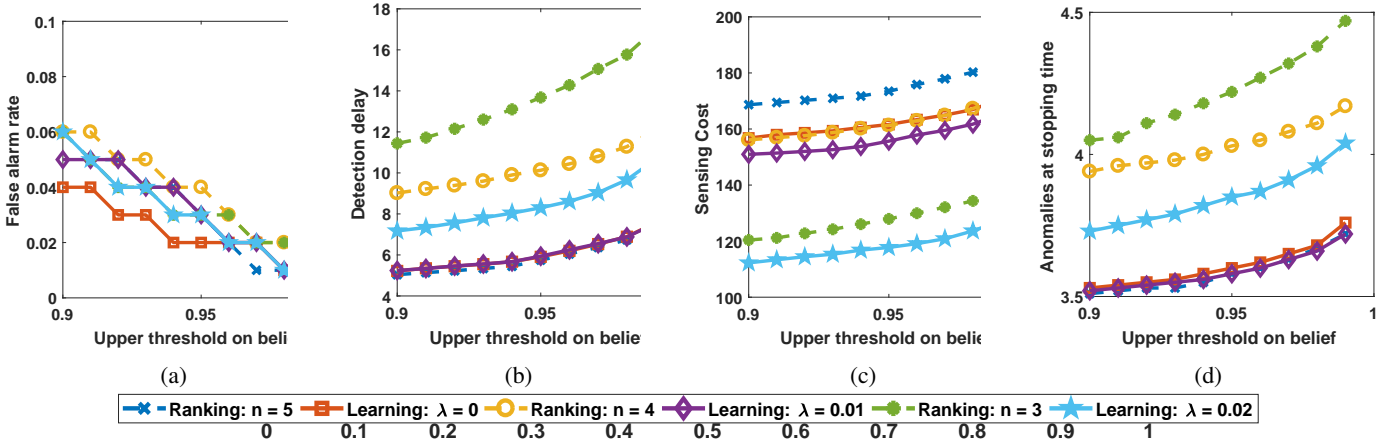 False alarm rate
0.1
0.08
0.06
0.04
0.02
0
0.9 0.95
Upper threshold on beli
(a)
Detection delay
18
16
14
12
10
8
6
4
0.9 0.95
Upper threshold on belie
(b)
Sensing Cost
200
180
160
140
120
100
0.9 0.95
Upper threshold on beli
(c)
Anomalies at stopping time
4.5
4
3.5
0.9 0.95 1
Upper threshold on belief
(d)
Ranking: n = 5 Learning: λ = 0 Ranking: n = 4 Learning: λ = 0.01 Ranking: n = 3 Learning: λ = 0.02
0 0.1 0.2 0.3 0.4 0.5 0.6 0.7 0.8 0.9 1